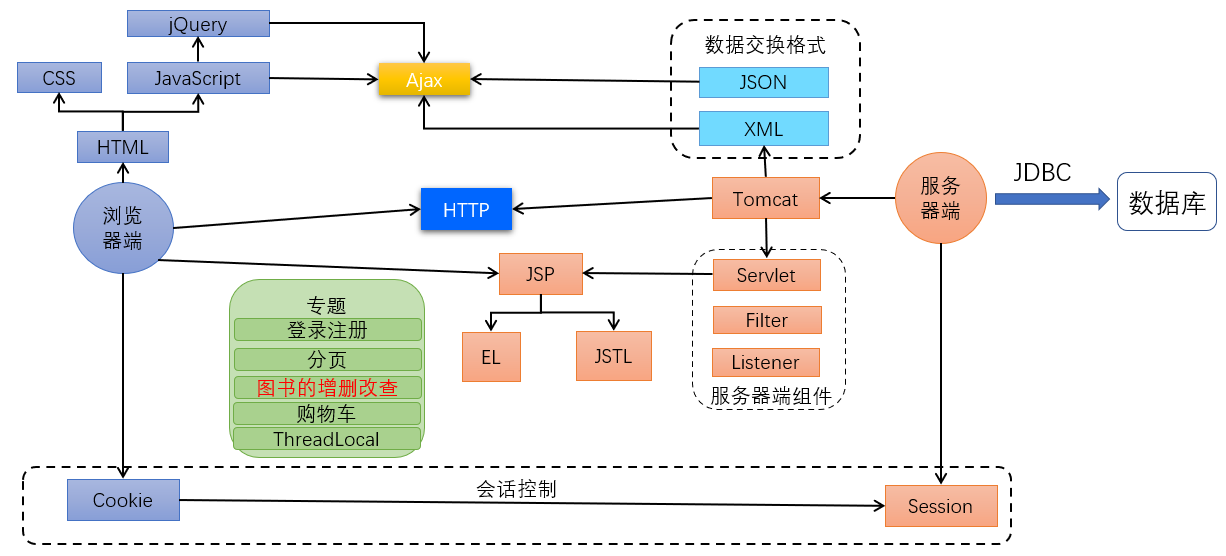 jQuery
数据交换格式
CSS
JavaScript
Ajax
JSON
XML
HTML
浏览
器端
HTTP
Tomcat
服务
器端
JDBC
数据库
JSP
Servlet
专题
登录注册
分页
图书的增删改查
购物车
ThreadLocal
EL
JSTL
Filter
Listener
服务器端组件
Cookie
会话控制
Session